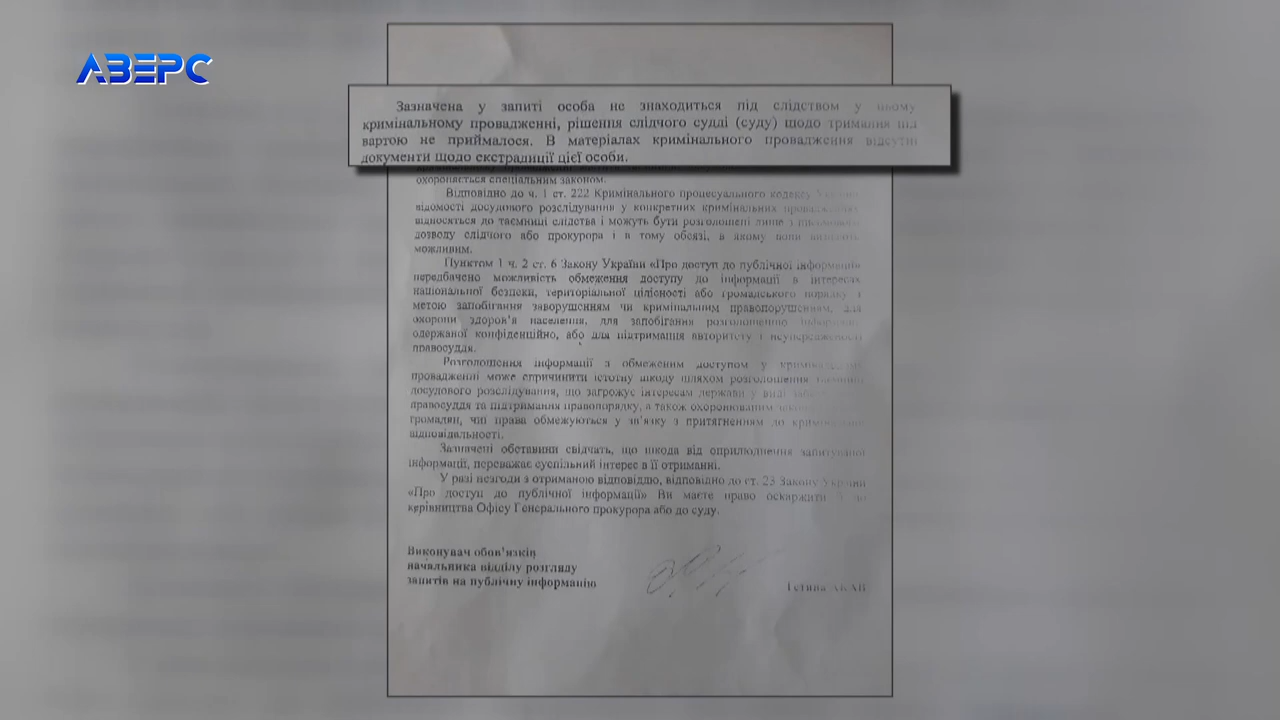 АВЕРС
Зазначена у запиті особа не знаходиться під слідством у цьому
кримінальному провадженні, рішення слідчого судді (суду) щодо тримання під
вартою не приймалося. В матеріалах кримінального провадження відсутні
документи щодо екстрадиції цієї особи.
охороняється спеціальним законом.
Відповідно до ч. 1 ст. 222 Кримінального процесуального кодексу України
відомості досудового розслідування у конкретних кримінальних провадженнях
відносяться до таємниці слідства і можуть бути розголошені лише з письмового
дозволу слідчого або прокурора і в тому обсязі, в якому вони визнають
можливим.
Пунктом 1 ч. 2 ст. 6 Закону України «Про доступ до публічної інформації»
передбачено можливість обмеження доступу до інформації в інтересах
національної безпеки, територіальної цілісності або громадського порядку з
метою запобігання заворушенням чи кримінальним правопорушенням, для
охорони здоров'я населення, для запобігання розголошенню інформації,
одержаної конфіденційно, або для підтримання авторитету і неупередженості
правосуддя.
Розголошення інформації з обмеженим доступом у кримінальному
провадженні може спричинити істотну шкоду шляхом розголошення таємниці
досудового розслідування, що загрожує інтересам держави у виді
правосуддя та підтримання правопорядку, а також охоронюваним
громадян, чиї права обмежуються у зв'язку з притягненням до кримінальної
відповідальності.
Зазначені обставини свідчать, що шкода від оприлюднення запитуваної
інформації, переважає суспільний інтерес в її отриманні.
У разі незгоди з отриманою відповіддю, відповідно до ст. 23 Закону України
«Про доступ до публічної інформації» Ви маєте право оскаржити її до
керівництва Офісу Генерального прокурора або до суду.
Виконувач обов'язків
начальника відділу розгляду
запитів на публічну інформацію